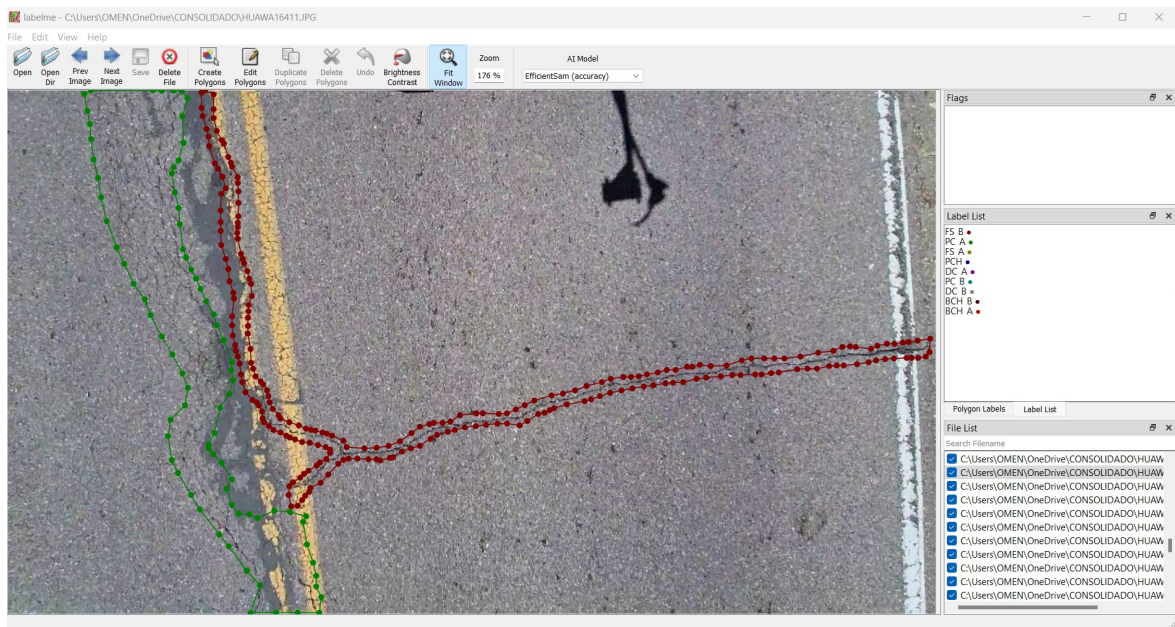 labelme - C:\Users\OMEN\OneDrive\CONSOLIDADO\HUAWA16411.JPG
File Edit View Help
Open
Open Dir
Prev Image
Next Image
Save
Delete File
Create Polygons
Edit Polygons
Duplicate Polygons
Delete Polygons
Undo
Brightness Contrast
Fit Window
Zoom
176 %
AI Model
EfficientSam (accuracy)
Flags
Label List
FS B
PC A
FS A
PCH
DC A
PC B
DC B
BCH B
BCH A
Polygon Labels Label List
File List
Search Filename
C:\Users\OMEN\OneDrive\CONSOLIDADO\HUAW
C:\Users\OMEN\OneDrive\CONSOLIDADO\HUAW
C:\Users\OMEN\OneDrive\CONSOLIDADO\HUAW
C:\Users\OMEN\OneDrive\CONSOLIDADO\HUAW
C:\Users\OMEN\OneDrive\CONSOLIDADO\HUAW
C:\Users\OMEN\OneDrive\CONSOLIDADO\HUAW
C:\Users\OMEN\OneDrive\CONSOLIDADO\HUAW
C:\Users\OMEN\OneDrive\CONSOLIDADO\HUAW
C:\Users\OMEN\OneDrive\CONSOLIDADO\HUAW
C:\Users\OMEN\OneDrive\CONSOLIDADO\HUAW
C:\Users\OMEN\OneDrive\CONSOLIDADO\HUAW